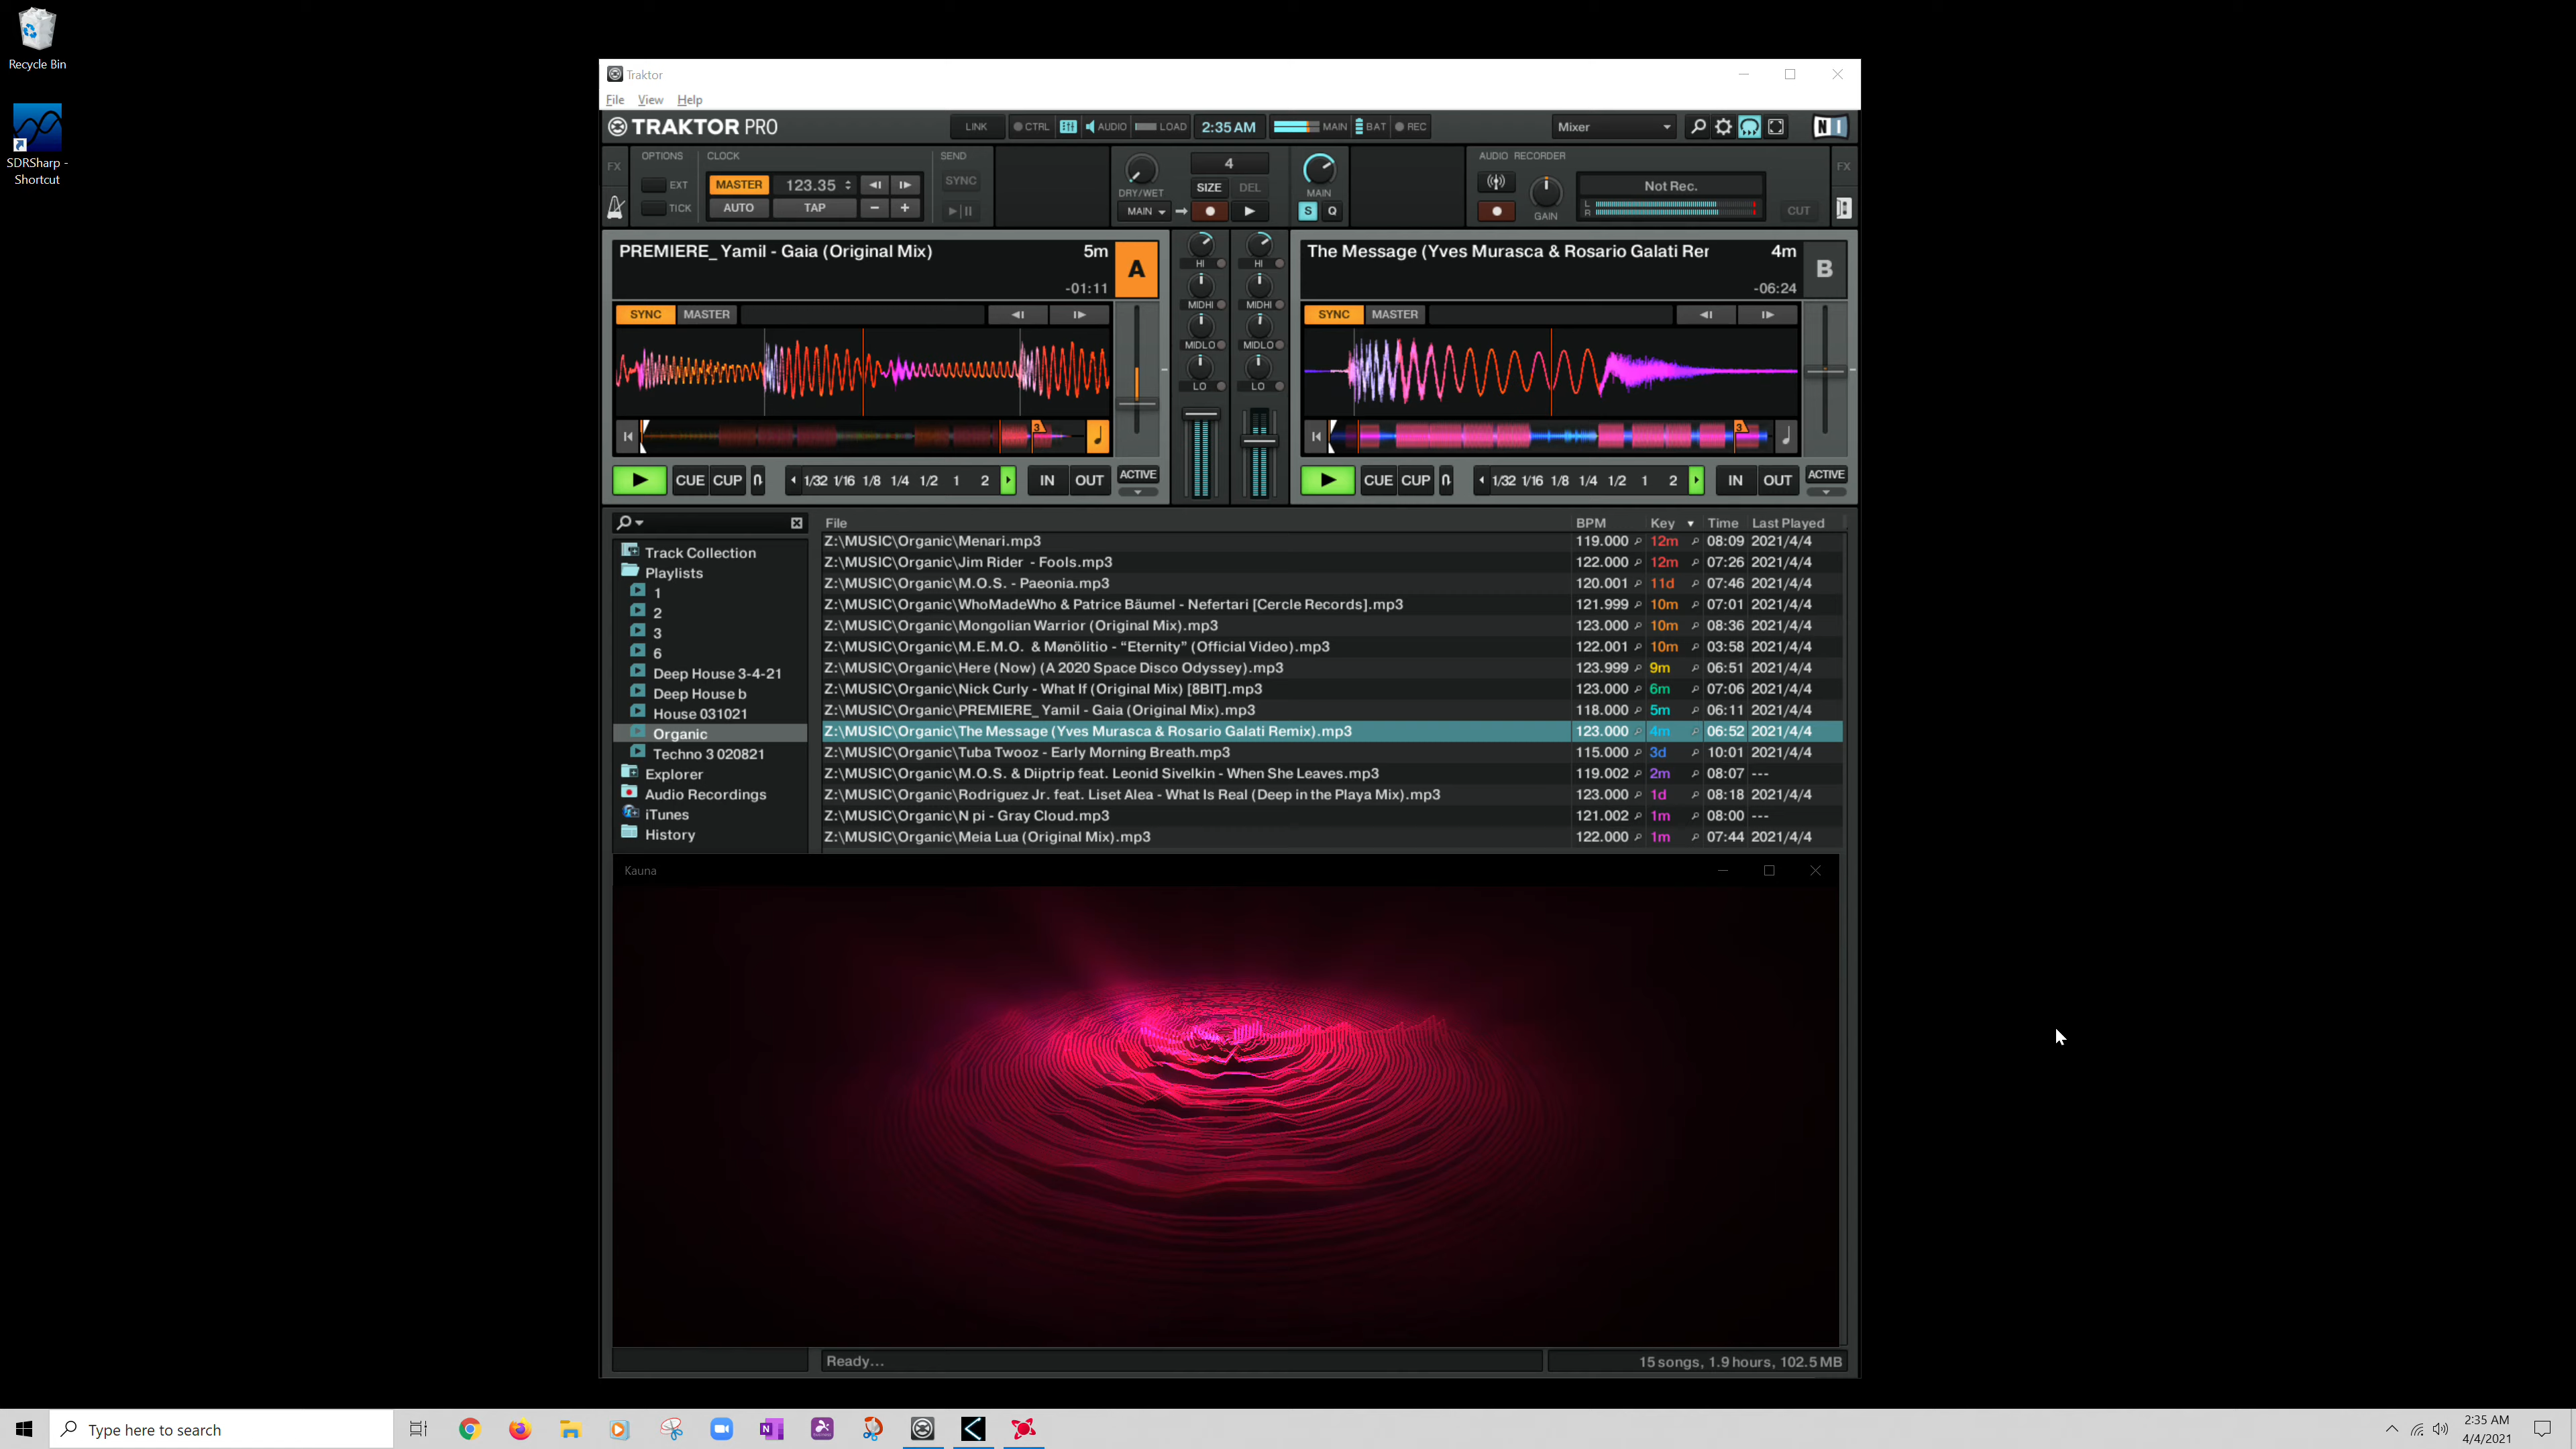 Recycle Bin
SDRSharp -
Shortcut
Traktor
File View Help
TRAKTOR PRO
LINK CTRL AUDIO LOAD 2:35 AM MAIN BAT REC Mixer
FX OPTIONS CLOCK SEND 4 AUDIO RECORDER FX
EXT MASTER 123.35 SYNC SIZE DEL Not Rec.
DRY/WET MAIN L
TICK AUTO TAP - + MAIN S Q GAIN R CUT
PREMIERE_ Yamil - Gaia (Original Mix) 5m A
-01:11
SYNC MASTER
3
CUE CUP 1/32 1/16 1/8 1/4 1/2 1 2 IN OUT ACTIVE
HI HI
MIDHI MIDHI
MIDLO MIDLO
LO LO
The Message (Yves Murasca & Rosario Galati Rer 4m B
-06:24
SYNC MASTER
3
CUE CUP 1/32 1/16 1/8 1/4 1/2 1 2 IN OUT ACTIVE
Track Collection
Playlists
1
2
3
6
Deep House 3-4-21
Deep House b
House 031021
Organic
Techno 3 020821
Explorer
Audio Recordings
iTunes
History
File BPM Key Time Last Played
Z:\MUSIC\Organic\Menari.mp3 119.000 12m 08:09 2021/4/4
Z:\MUSIC\Organic\Jim Rider  - Fools.mp3 122.000 12m 07:26 2021/4/4
Z:\MUSIC\Organic\M.O.S. - Paeonia.mp3 120.001 11d 07:46 2021/4/4
Z:\MUSIC\Organic\WhoMadeWho & Patrice Bäumel - Nefertari [Cercle Records].mp3 121.999 10m 07:01 2021/4/4
Z:\MUSIC\Organic\Mongolian Warrior (Original Mix).mp3 123.000 10m 08:36 2021/4/4
Z:\MUSIC\Organic\M.E.M.O.  & Mønölitio - “Eternity” (Official Video).mp3 122.001 10m 03:58 2021/4/4
Z:\MUSIC\Organic\Here (Now) (A 2020 Space Disco Odyssey).mp3 123.999 9m 06:51 2021/4/4
Z:\MUSIC\Organic\Nick Curly - What If (Original Mix) [8BIT].mp3 123.000 6m 07:06 2021/4/4
Z:\MUSIC\Organic\PREMIERE_ Yamil - Gaia (Original Mix).mp3 118.000 5m 06:11 2021/4/4
Z:\MUSIC\Organic\The Message (Yves Murasca & Rosario Galati Remix).mp3 123.000 4m 06:52 2021/4/4
Z:\MUSIC\Organic\Tuba Twooz - Early Morning Breath.mp3 115.000 3d 10:01 2021/4/4
Z:\MUSIC\Organic\M.O.S. & Diiptrip feat. Leonid Sivelkin - When She Leaves.mp3 119.002 2m 08:07 ---
Z:\MUSIC\Organic\Rodriguez Jr. feat. Liset Alea - What Is Real (Deep in the Playa Mix).mp3 123.000 1d 08:18 2021/4/4
Z:\MUSIC\Organic\N pi - Gray Cloud.mp3 121.002 1m 08:00 ---
Z:\MUSIC\Organic\Meia Lua (Original Mix).mp3 122.000 1m 07:44 2021/4/4
Kauna
Ready... 15 songs, 1.9 hours, 102.5 MB
Type here to search
2:35 AM
4/4/2021